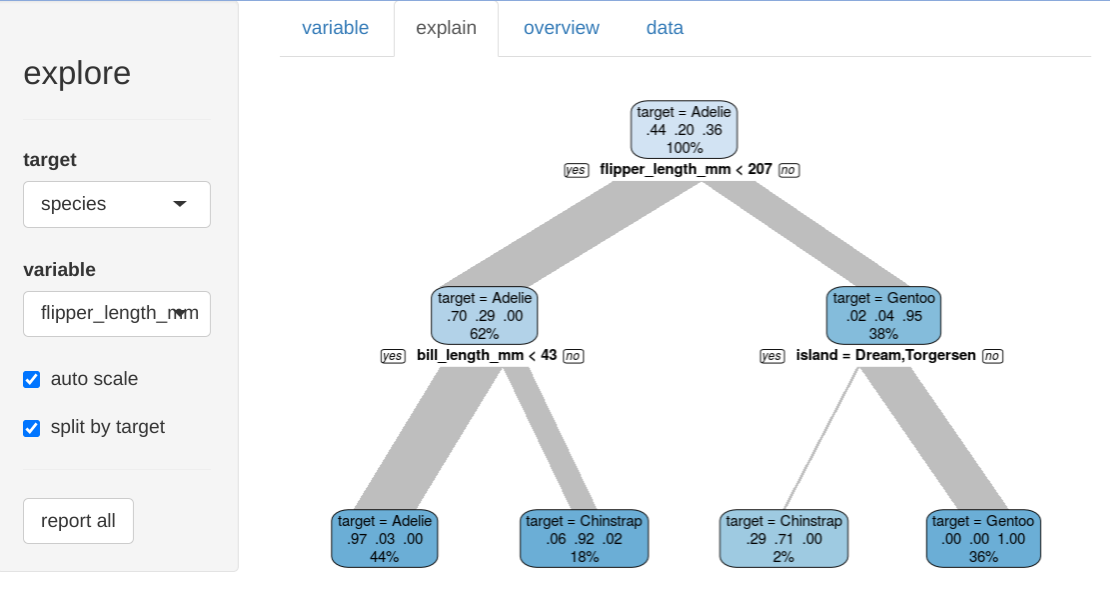 variable
explain
overview
data
explore
target
species
variable
flipper_length_mm
auto scale
split by target
report all
target = Adelie
.44 .20 .36
100%
yes flipper_length_mm < 207 no
target = Adelie
.70 .29 .00
62%
yes bill_length_mm < 43 no
target = Gentoo
.02 .04 .95
38%
yes island = Dream,Torgersen no
target = Adelie
.97 .03 .00
44%
target = Chinstrap
.06 .92 .02
18%
target = Chinstrap
.29 .71 .00
2%
target = Gentoo
.00 .00 1.00
36%